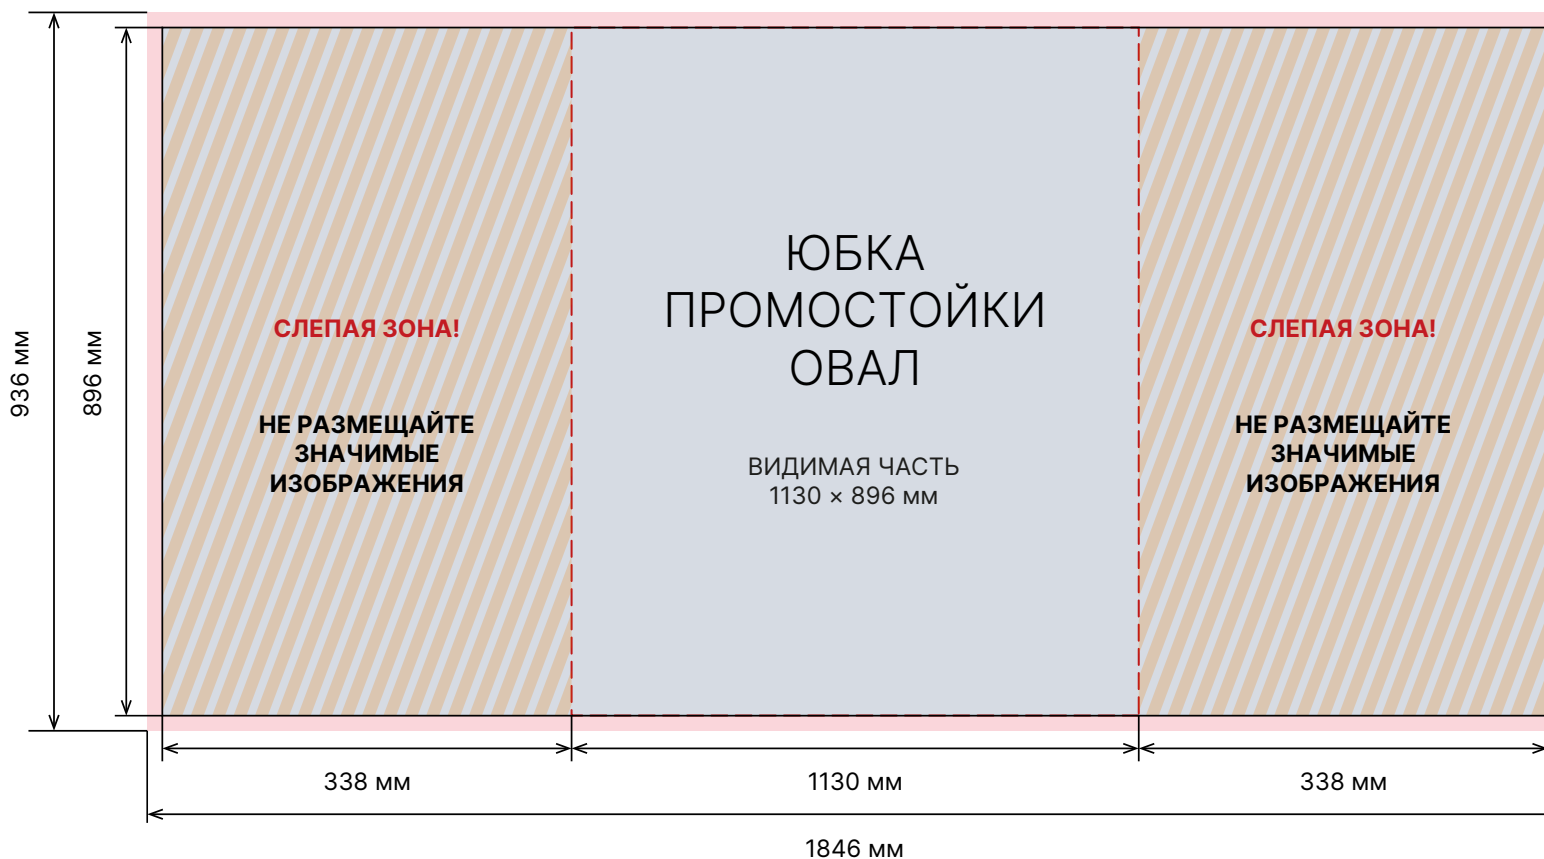 936 мм
896 мм
СЛЕПАЯ ЗОНА!
НЕ РАЗМЕЩАЙТЕ
ЗНАЧИМЫЕ
ИЗОБРАЖЕНИЯ
ЮБКА
ПРОМОСТОЙКИ
ОВАЛ
ВИДИМАЯ ЧАСТЬ
1130 × 896 мм
СЛЕПАЯ ЗОНА!
НЕ РАЗМЕЩАЙТЕ
ЗНАЧИМЫЕ
ИЗОБРАЖЕНИЯ
338 мм
1130 мм
338 мм
1846 мм